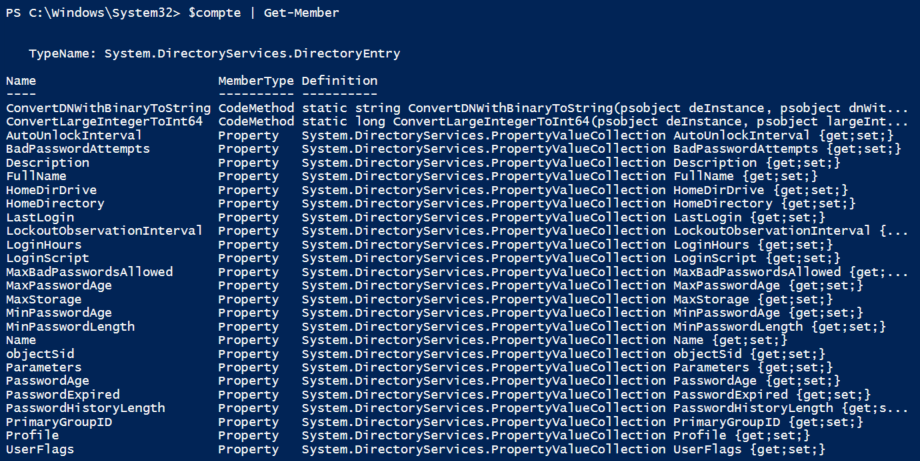 PS C:\Windows\System32> $compte | Get-Member
TypeName: System.DirectoryServices.DirectoryEntry
Name MemberType Definition
---- ---------- ----------
ConvertDNWithBinaryToString CodeMethod static string ConvertDNWithBinaryToString(psobject deInstance, psobject dnWit...
ConvertLargeIntegerToInt64 CodeMethod static long ConvertLargeIntegerToInt64(psobject deInstance, psobject largeInt...
AutoUnlockInterval Property System.DirectoryServices.PropertyValueCollection AutoUnlockInterval {get;set;}
BadPasswordAttempts Property System.DirectoryServices.PropertyValueCollection BadPasswordAttempts {get;set;}
Description Property System.DirectoryServices.PropertyValueCollection Description {get;set;}
FullName Property System.DirectoryServices.PropertyValueCollection FullName {get;set;}
HomeDirDrive Property System.DirectoryServices.PropertyValueCollection HomeDirDrive {get;set;}
HomeDirectory Property System.DirectoryServices.PropertyValueCollection HomeDirectory {get;set;}
LastLogin Property System.DirectoryServices.PropertyValueCollection LastLogin {get;set;}
LockoutObservationInterval Property System.DirectoryServices.PropertyValueCollection LockoutObservationInterval {...
LoginHours Property System.DirectoryServices.PropertyValueCollection LoginHours {get;set;}
LoginScript Property System.DirectoryServices.PropertyValueCollection LoginScript {get;set;}
MaxBadPasswordsAllowed Property System.DirectoryServices.PropertyValueCollection MaxBadPasswordsAllowed {get;...
MaxPasswordAge Property System.DirectoryServices.PropertyValueCollection MaxPasswordAge {get;set;}
MaxStorage Property System.DirectoryServices.PropertyValueCollection MaxStorage {get;set;}
MinPasswordAge Property System.DirectoryServices.PropertyValueCollection MinPasswordAge {get;set;}
MinPasswordLength Property System.DirectoryServices.PropertyValueCollection MinPasswordLength {get;set;}
Name Property System.DirectoryServices.PropertyValueCollection Name {get;set;}
objectSid Property System.DirectoryServices.PropertyValueCollection objectSid {get;set;}
Parameters Property System.DirectoryServices.PropertyValueCollection Parameters {get;set;}
PasswordAge Property System.DirectoryServices.PropertyValueCollection PasswordAge {get;set;}
PasswordExpired Property System.DirectoryServices.PropertyValueCollection PasswordExpired {get;set;}
PasswordHistoryLength Property System.DirectoryServices.PropertyValueCollection PasswordHistoryLength {get;s...
PrimaryGroupID Property System.DirectoryServices.PropertyValueCollection PrimaryGroupID {get;set;}
Profile Property System.DirectoryServices.PropertyValueCollection Profile {get;set;}
UserFlags Property System.DirectoryServices.PropertyValueCollection UserFlags {get;set;}